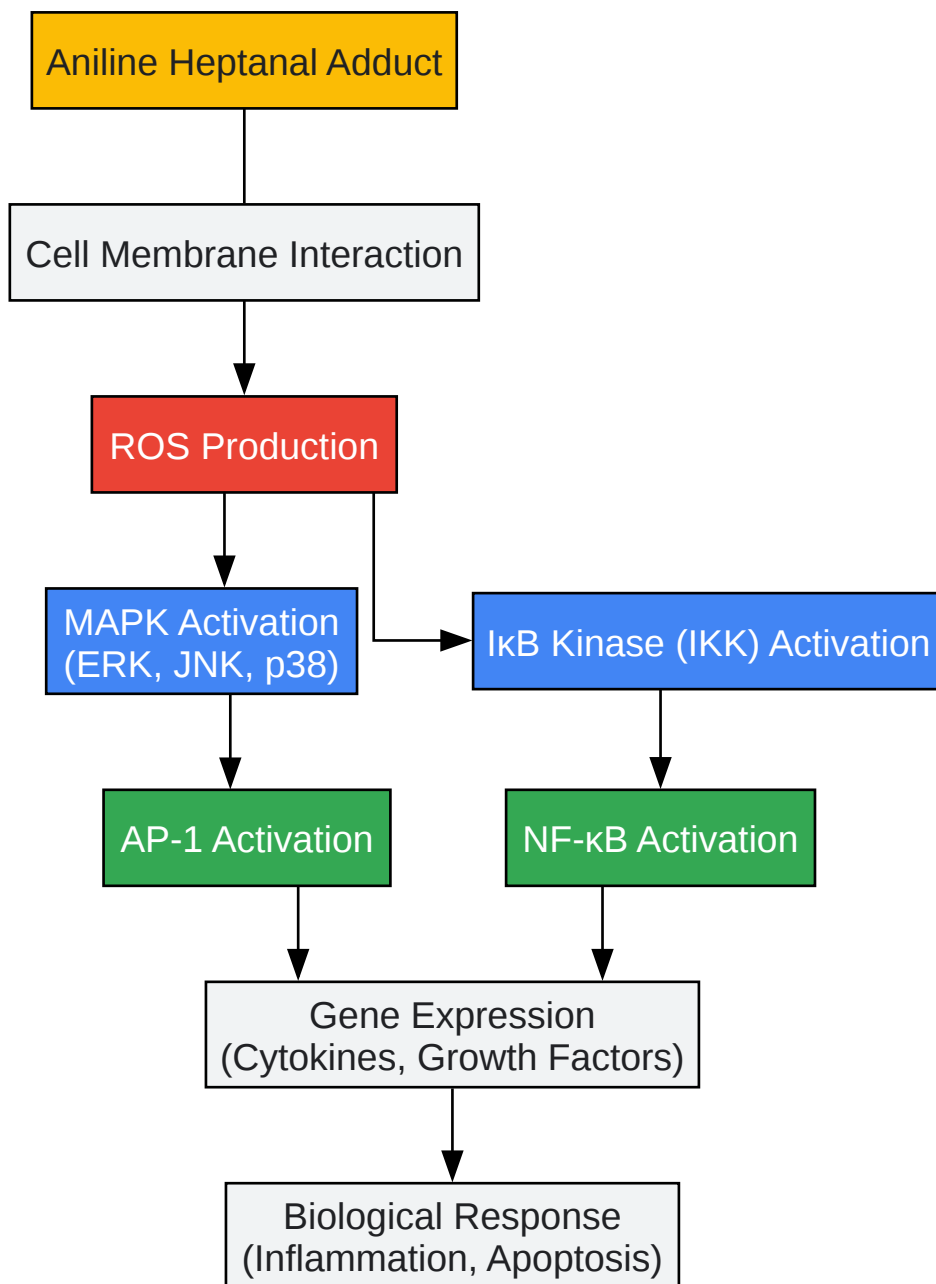 Aniline Heptanal Adduct
Cell Membrane Interaction
ROS Production
MAPK Activation
(ERK, JNK, p38)
IκB Kinase (IKK) Activation
AP-1 Activation
NF-κB Activation
Gene Expression
(Cytokines, Growth Factors)
Biological Response
(Inflammation, Apoptosis)